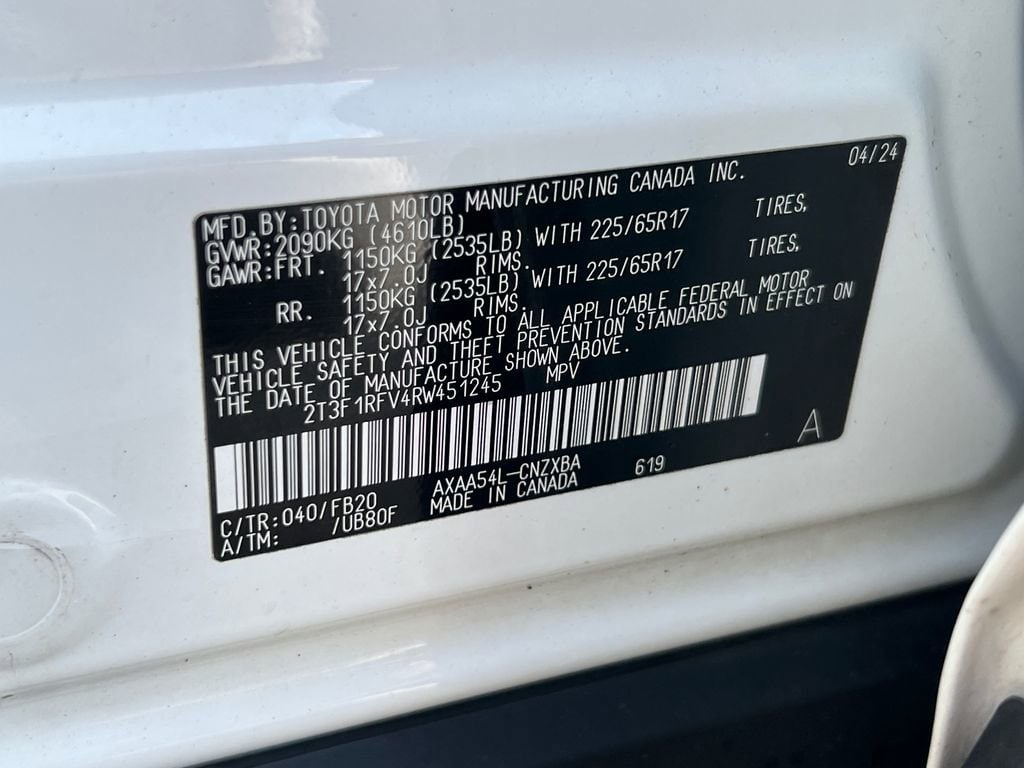 04/24
MFD.BY:TOYOTA MOTOR MANUFACTURING CANADA INC.
GVWR:2090KG (4610LB)
GAWR:FRT. 1150KG (2535LB) WITH 225/65R17 TIRES,
17x7.0J RIMS.
RR. 1150KG (2535LB) WITH 225/65R17 TIRES,
17x7.0J RIMS.
THIS VEHICLE CONFORMS TO ALL APPLICABLE FEDERAL MOTOR
VEHICLE SAFETY AND THEFT PREVENTION STANDARDS IN EFFECT ON
THE DATE OF MANUFACTURE SHOWN ABOVE.
2T3F1RFV4RW451245 MPV
A
C/TR:040/FB20 AXAA54L-CNZXBA 619
A/TM: /UB80F MADE IN CANADA